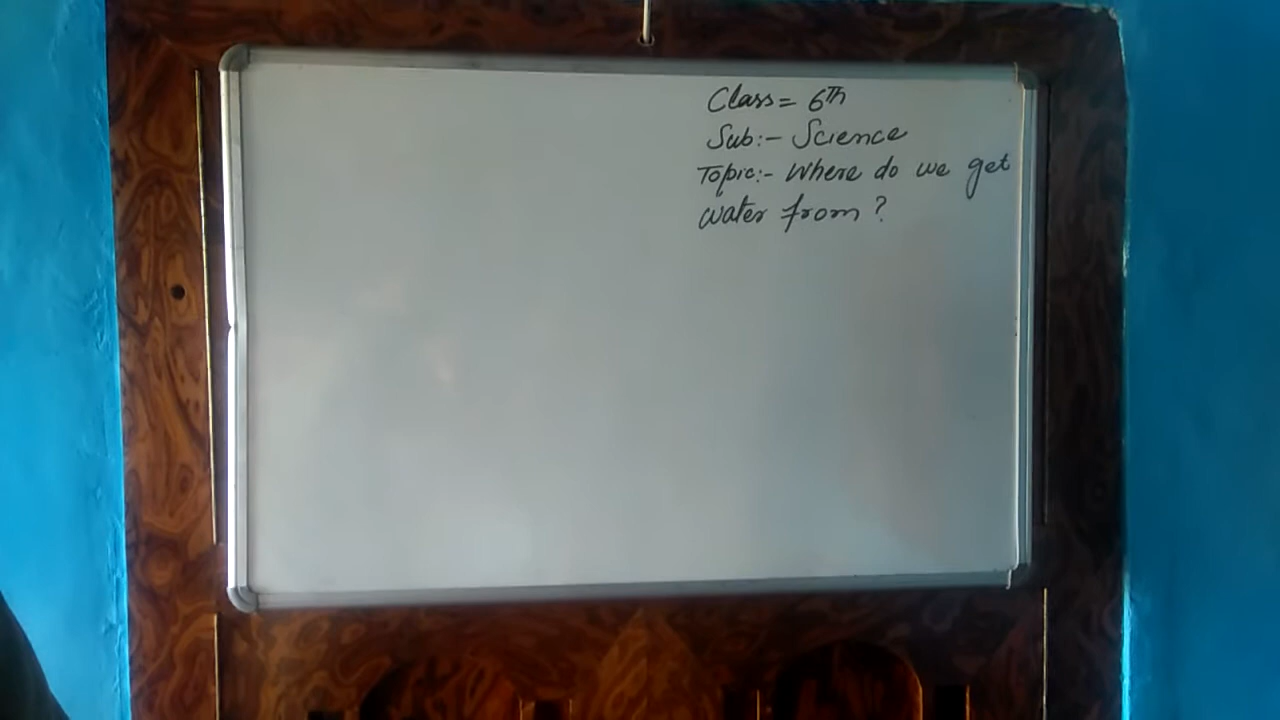 Class = 6th
Sub:- Science
Topic:- Where do we get
water from ?